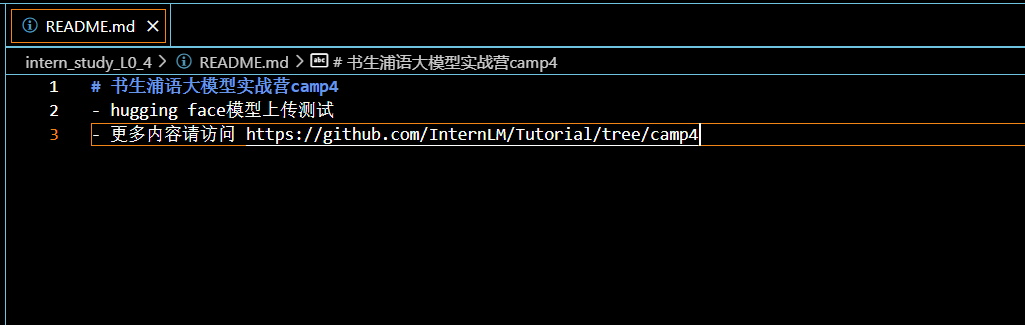 README.md
intern_study_L0_4 > README.md > # 书生浦语大模型实战营camp4
1 # 书生浦语大模型实战营camp4
2 - hugging face模型上传测试
3 - 更多内容请访问 https://github.com/InternLM/Tutorial/tree/camp4